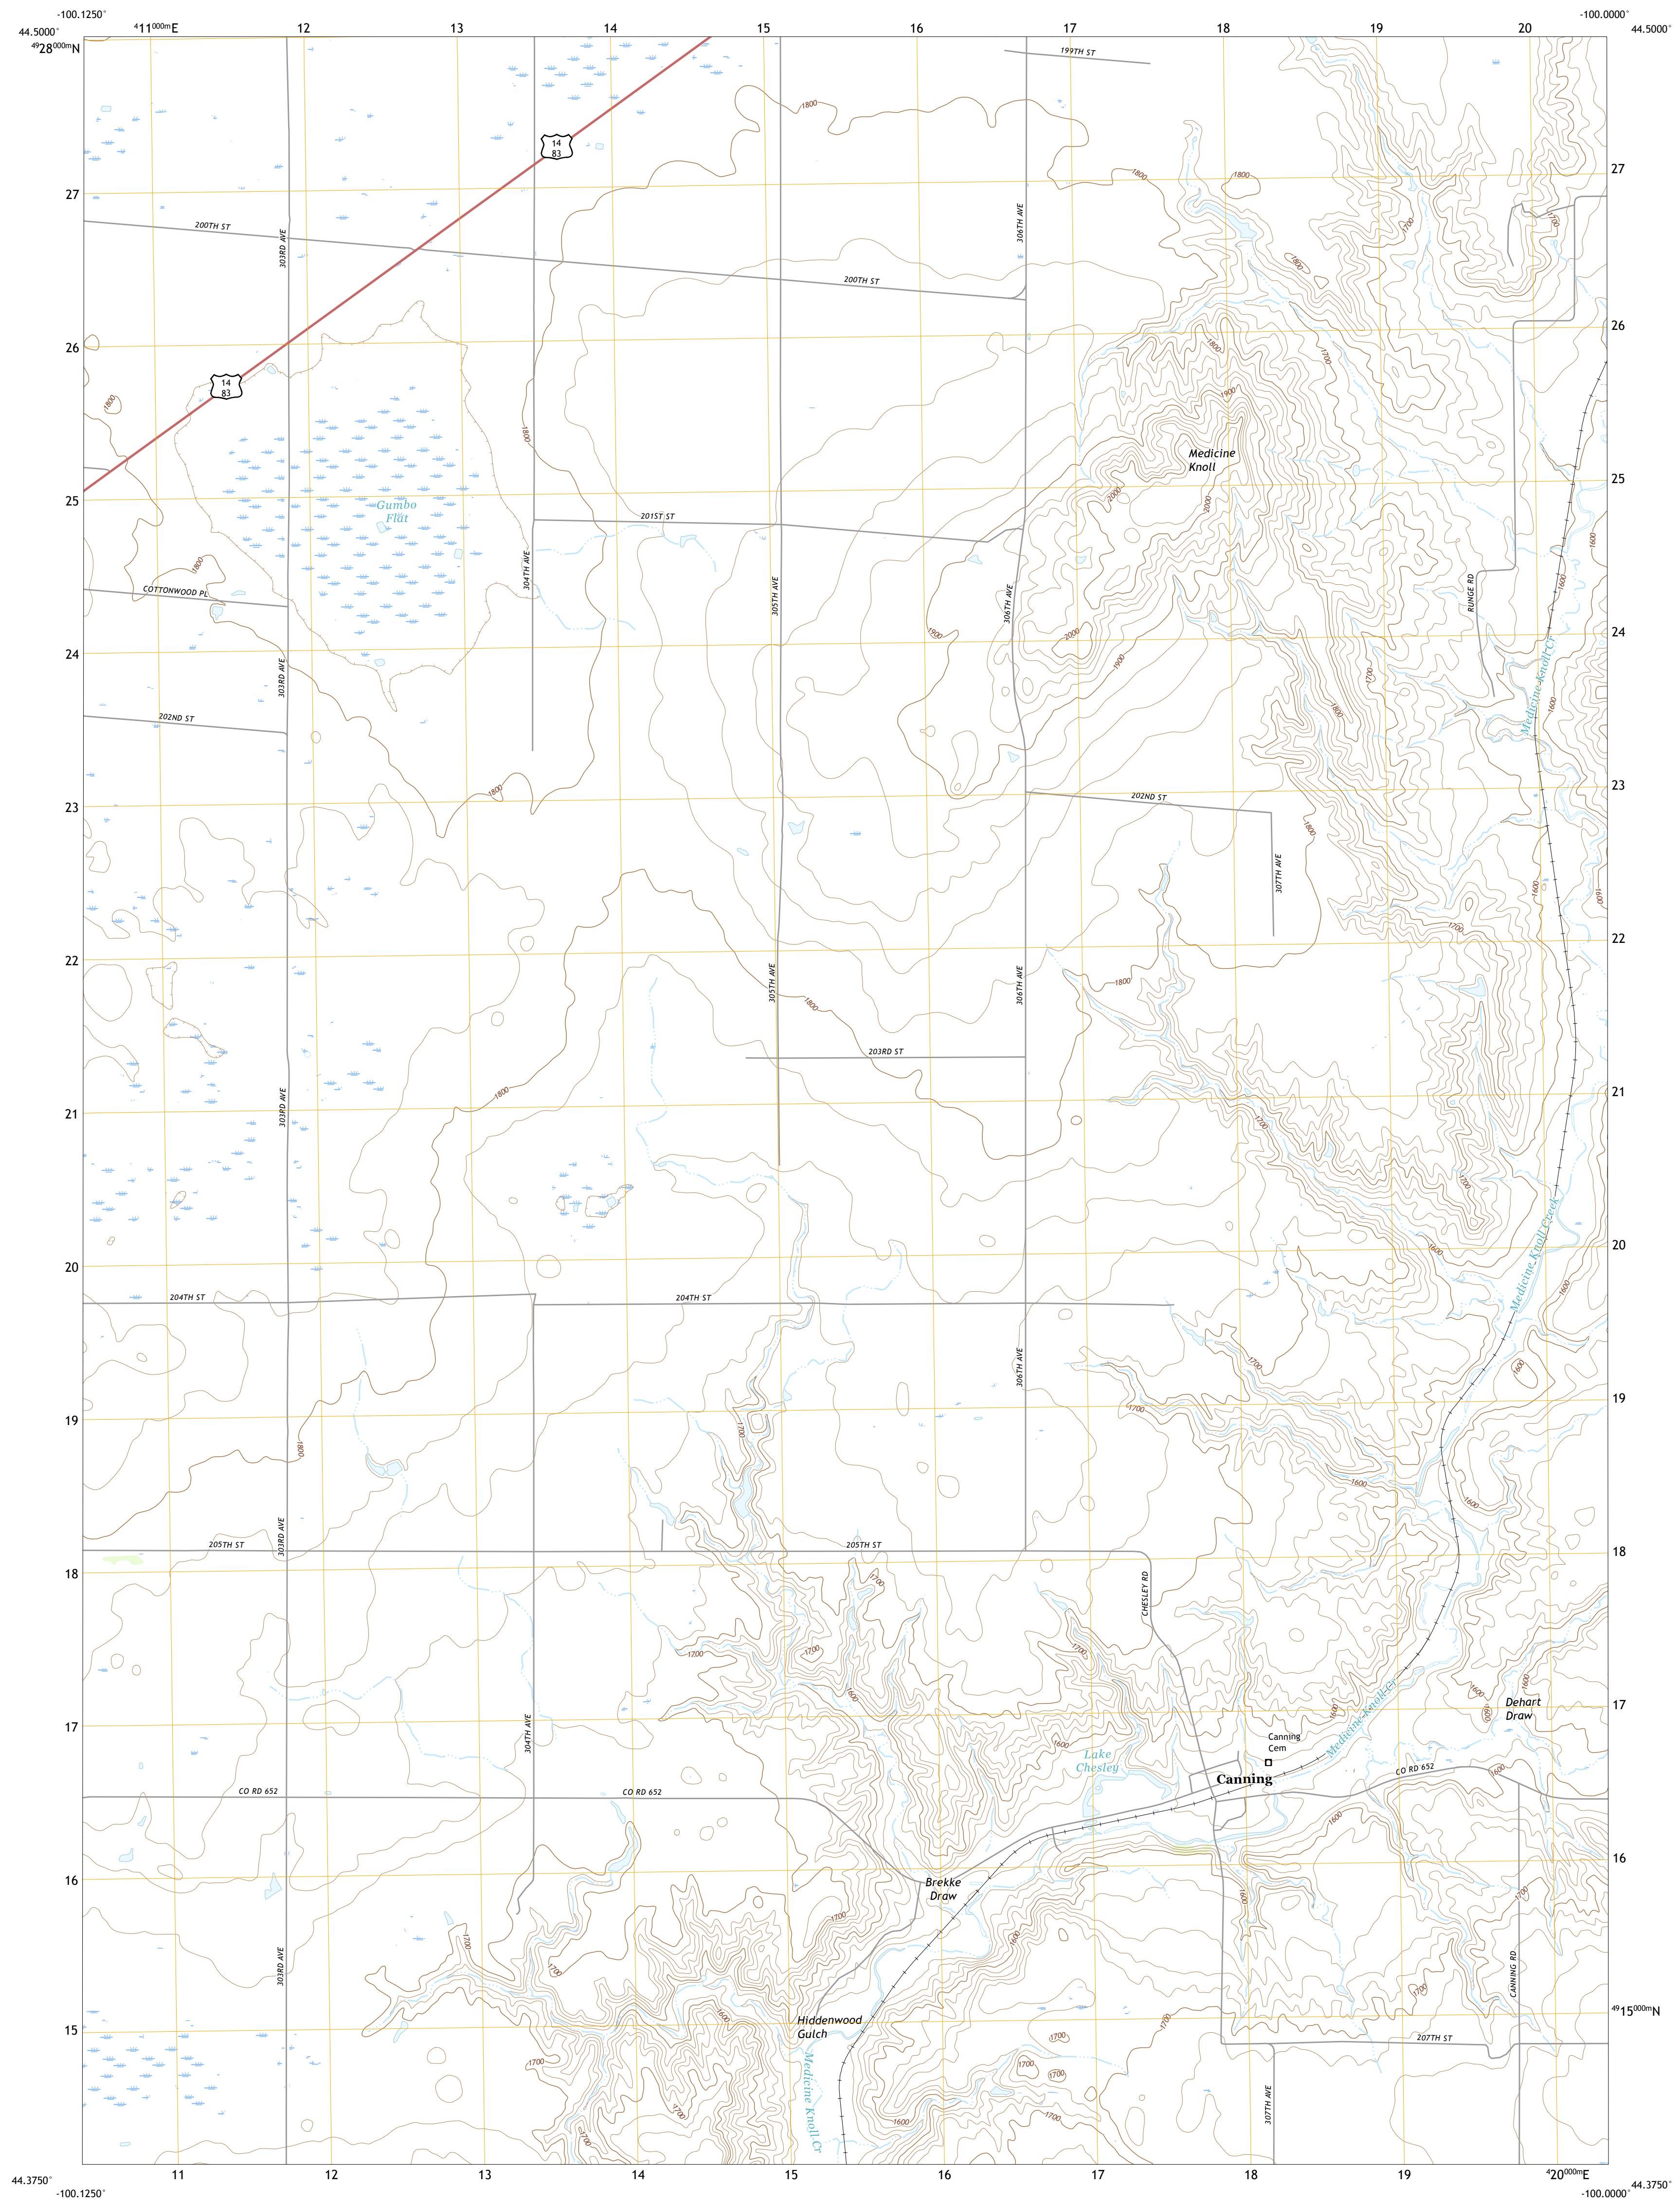 -100.1250°
-100.0000°
44.5000°
⁴11⁰⁰⁰ᵐE
12
13
14
15
16
17
18
19
20
44.5000°
⁴⁹28⁰⁰⁰ᵐN
199TH ST
14
83
1800
1800
1800
27
27
200TH ST
303RD AVE
306TH AVE
1700
1700
200TH ST
1800
26
26
1800
1700
14
83
1900
1800
1800
Medicine
Knoll
25
25
2000
2000
Gumbo
Flat
201ST ST
1600
1800
304TH AVE
305TH AVE
306TH AVE
RUNGE RD
1600
COTTONWOOD PL
1900
2000
24
24
303RD AVE
1900
1700
Medicine Knoll Cr
1600
202ND ST
1800
23
23
1800
202ND ST
1800
307TH AVE
1600
1600
1700
22
22
303RD AVE
305TH AVE
306TH AVE
1800
1800
203RD ST
21
21
303RD AVE
1800
1700
1700
20
20
1600
Medicine Knoll Creek
1600
204TH ST
204TH ST
306TH AVE
1700
1600
19
19
1700
1700
1800
1600
1600
303RD AVE
205TH ST
205TH ST
18
18
1700
CHESLEY RD
1700
1700
1700
1600
1600
1600
1600
1600
17
17
304TH AVE
Dehart
Draw
Medicine Knoll Cr
Canning
Cem
1600
Lake
Chesley
Canning
CO RD 652
1600
CO RD 652
CO RD 652
1600
16
16
Brekke
Draw
1600
1700
1700
1700
1600
303RD AVE
1700
1700
CANNING RD
Hiddenwood
Gulch
1600
1700
15
⁴⁹15⁰⁰⁰ᵐN
1700
207TH ST
1700
1700
1700
Medicine Knoll Cr
1700
1700
1600
307TH AVE
1700
44.3750°
11
12
13
14
15
16
17
18
19
⁴20⁰⁰⁰ᵐE
44.3750°
-100.1250°
-100.0000°